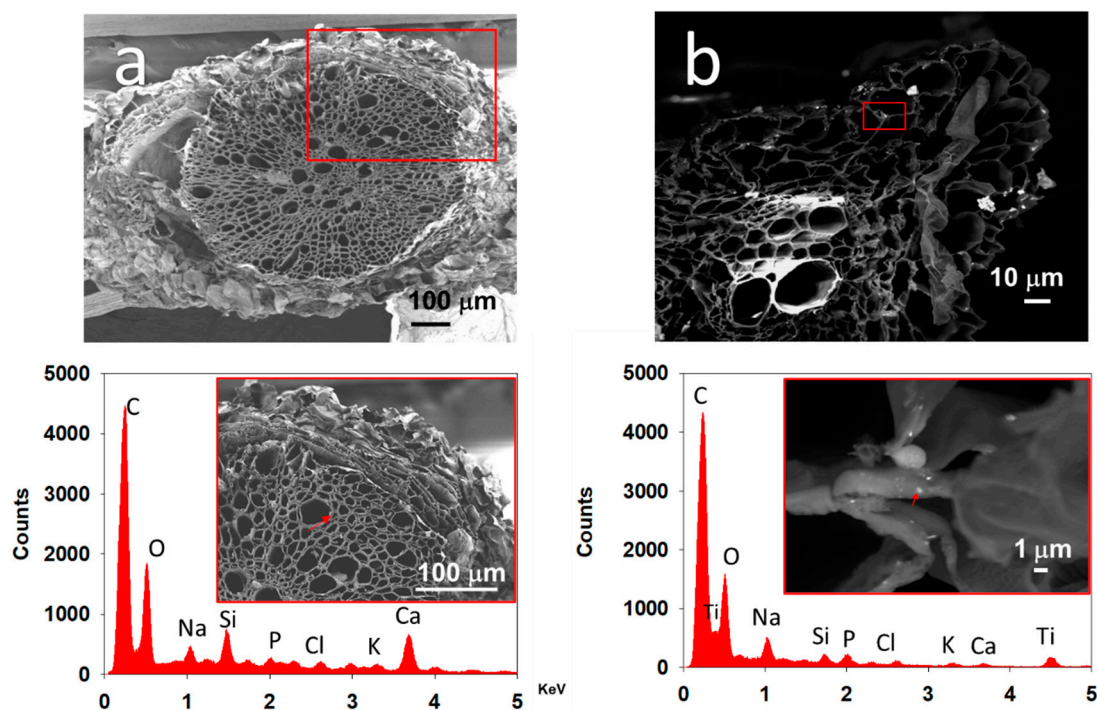 a
100 μm
b
10 μm
5000
4000
3000
2000
1000
0
Counts
C
O
Na
Si
P
Cl
K
Ca
100 μm
0 1 2 3 4 5
KeV
5000
4000
3000
2000
1000
0
Counts
C
Ti
O
Na
Si
P
Cl
K
Ca
Ti
1 μm
0 1 2 3 4 5